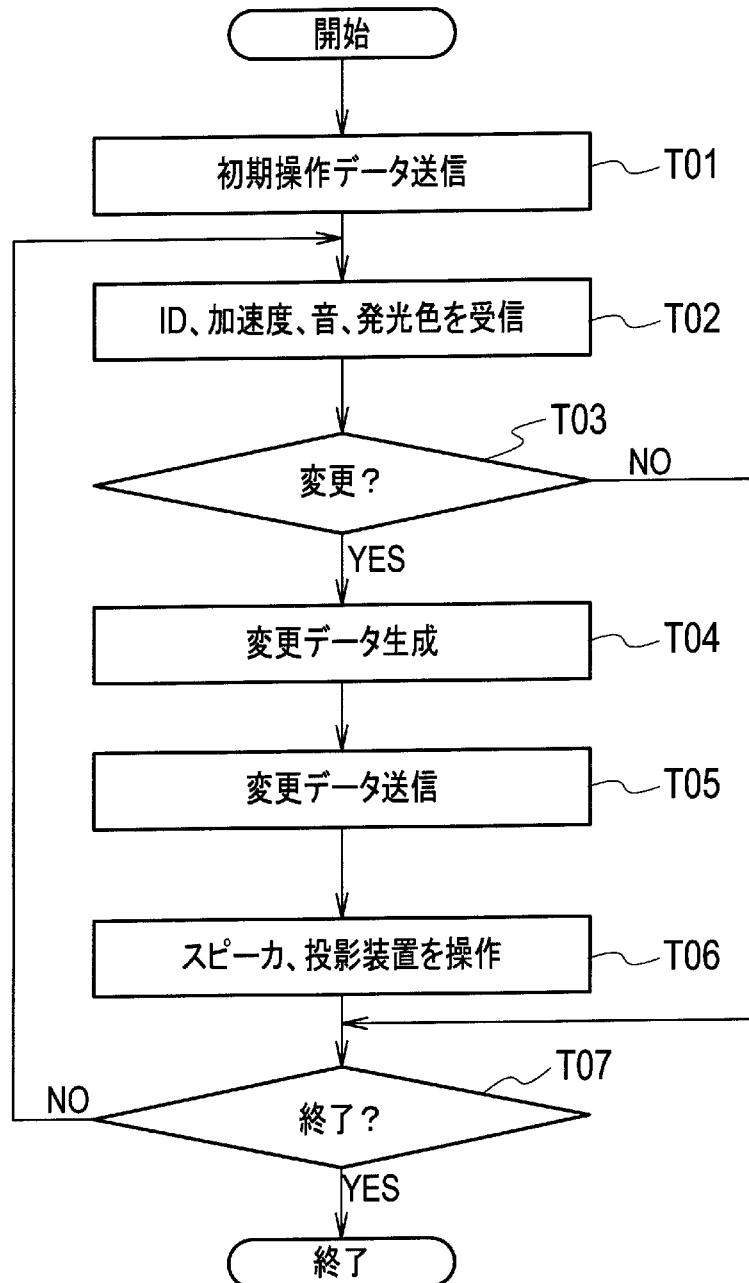 開始
初期操作データ送信
T01
ID、加速度、音、発光色を受信
T02
T03
変更？
NO
YES
変更データ生成
T04
変更データ送信
T05
スピーカ、投影装置を操作
T06
T07
NO
終了？
YES
終了